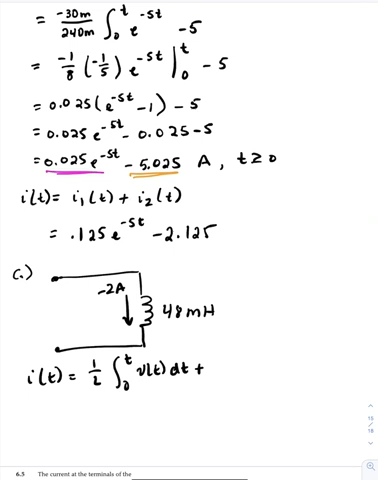 = -30m/240m ∫₀ᵗ e^-5t - 5
= -1/8 (-1/5) e^-5t |₀ᵗ - 5
= 0.025(e^-5t - 1) - 5
= 0.025 e^-5t - 0.025 - 5
= 0.025 e^-5t - 5.025 A, t ≥ 0
i(t) = i₁(t) + i₂(t)
= .125 e^-5t - 2.125
c.)
-2A
48mH
i(t) = 1/2 ∫₀ᵗ v(t) dt +
15
/
18
6.5 The current at the terminals of the